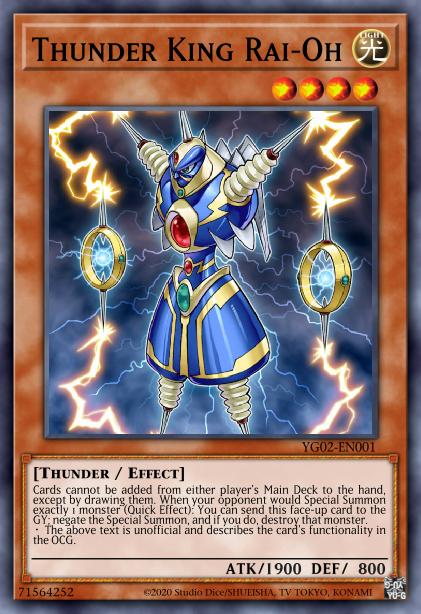 THUNDER KING RAI-OH
LIGHT
光
YG02-EN001
[THUNDER / EFFECT]
Cards cannot be added from either player's Main Deck to the hand,
except by drawing them. When your opponent would Special Summon
exactly 1 monster (Quick Effect): You can send this face-up card to the
GY; negate the Special Summon, and if you do, destroy that monster.
· The above text is unofficial and describes the card's functionality in
the OCG.
ATK/1900 DEF/ 800
71564252
©2020 Studio Dice/SHUEISHA, TV TOKYO, KONAMI